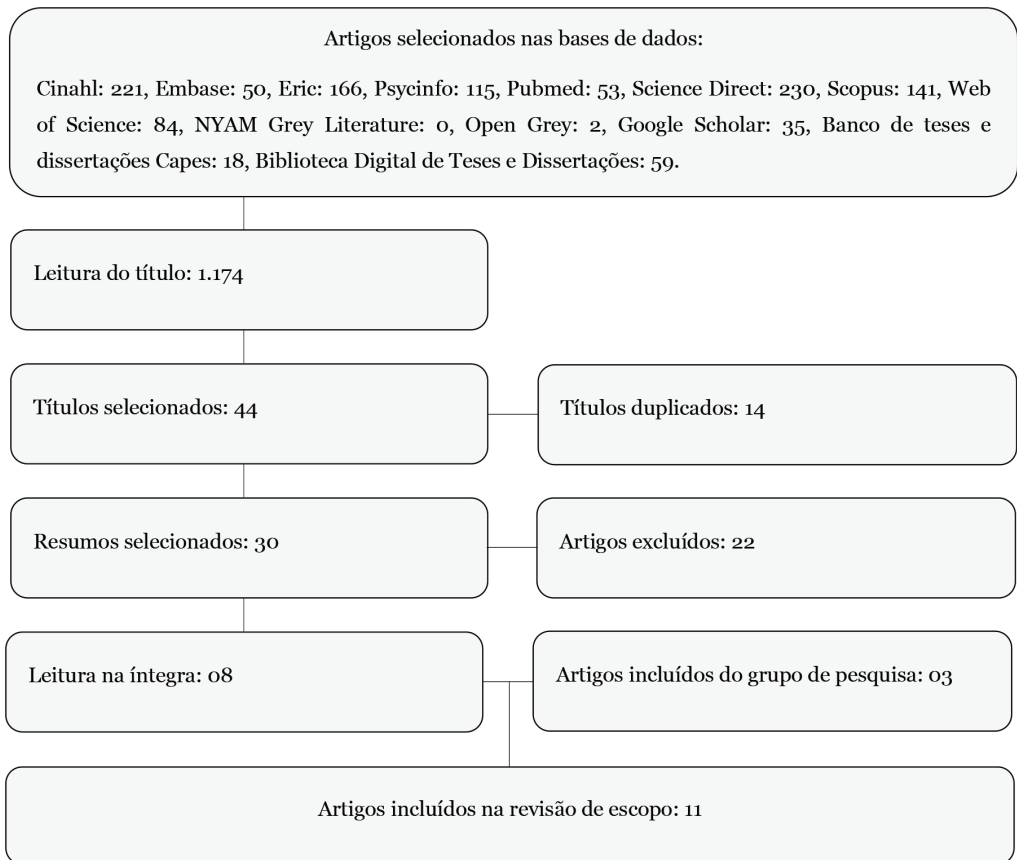 Artigos selecionados nas bases de dados:
Cinahl: 221, Embase: 50, Eric: 166, Psycinfo: 115, Pubmed: 53, Science Direct: 230, Scopus: 141, Web
of Science: 84, NYAM Grey Literature: 0, Open Grey: 2, Google Scholar: 35, Banco de teses e
dissertações Capes: 18, Biblioteca Digital de Teses e Dissertações: 59.
Leitura do título: 1.174
Títulos selecionados: 44
Títulos duplicados: 14
Resumos selecionados: 30
Artigos excluídos: 22
Leitura na íntegra: 08
Artigos incluídos do grupo de pesquisa: 03
Artigos incluídos na revisão de escopo: 11